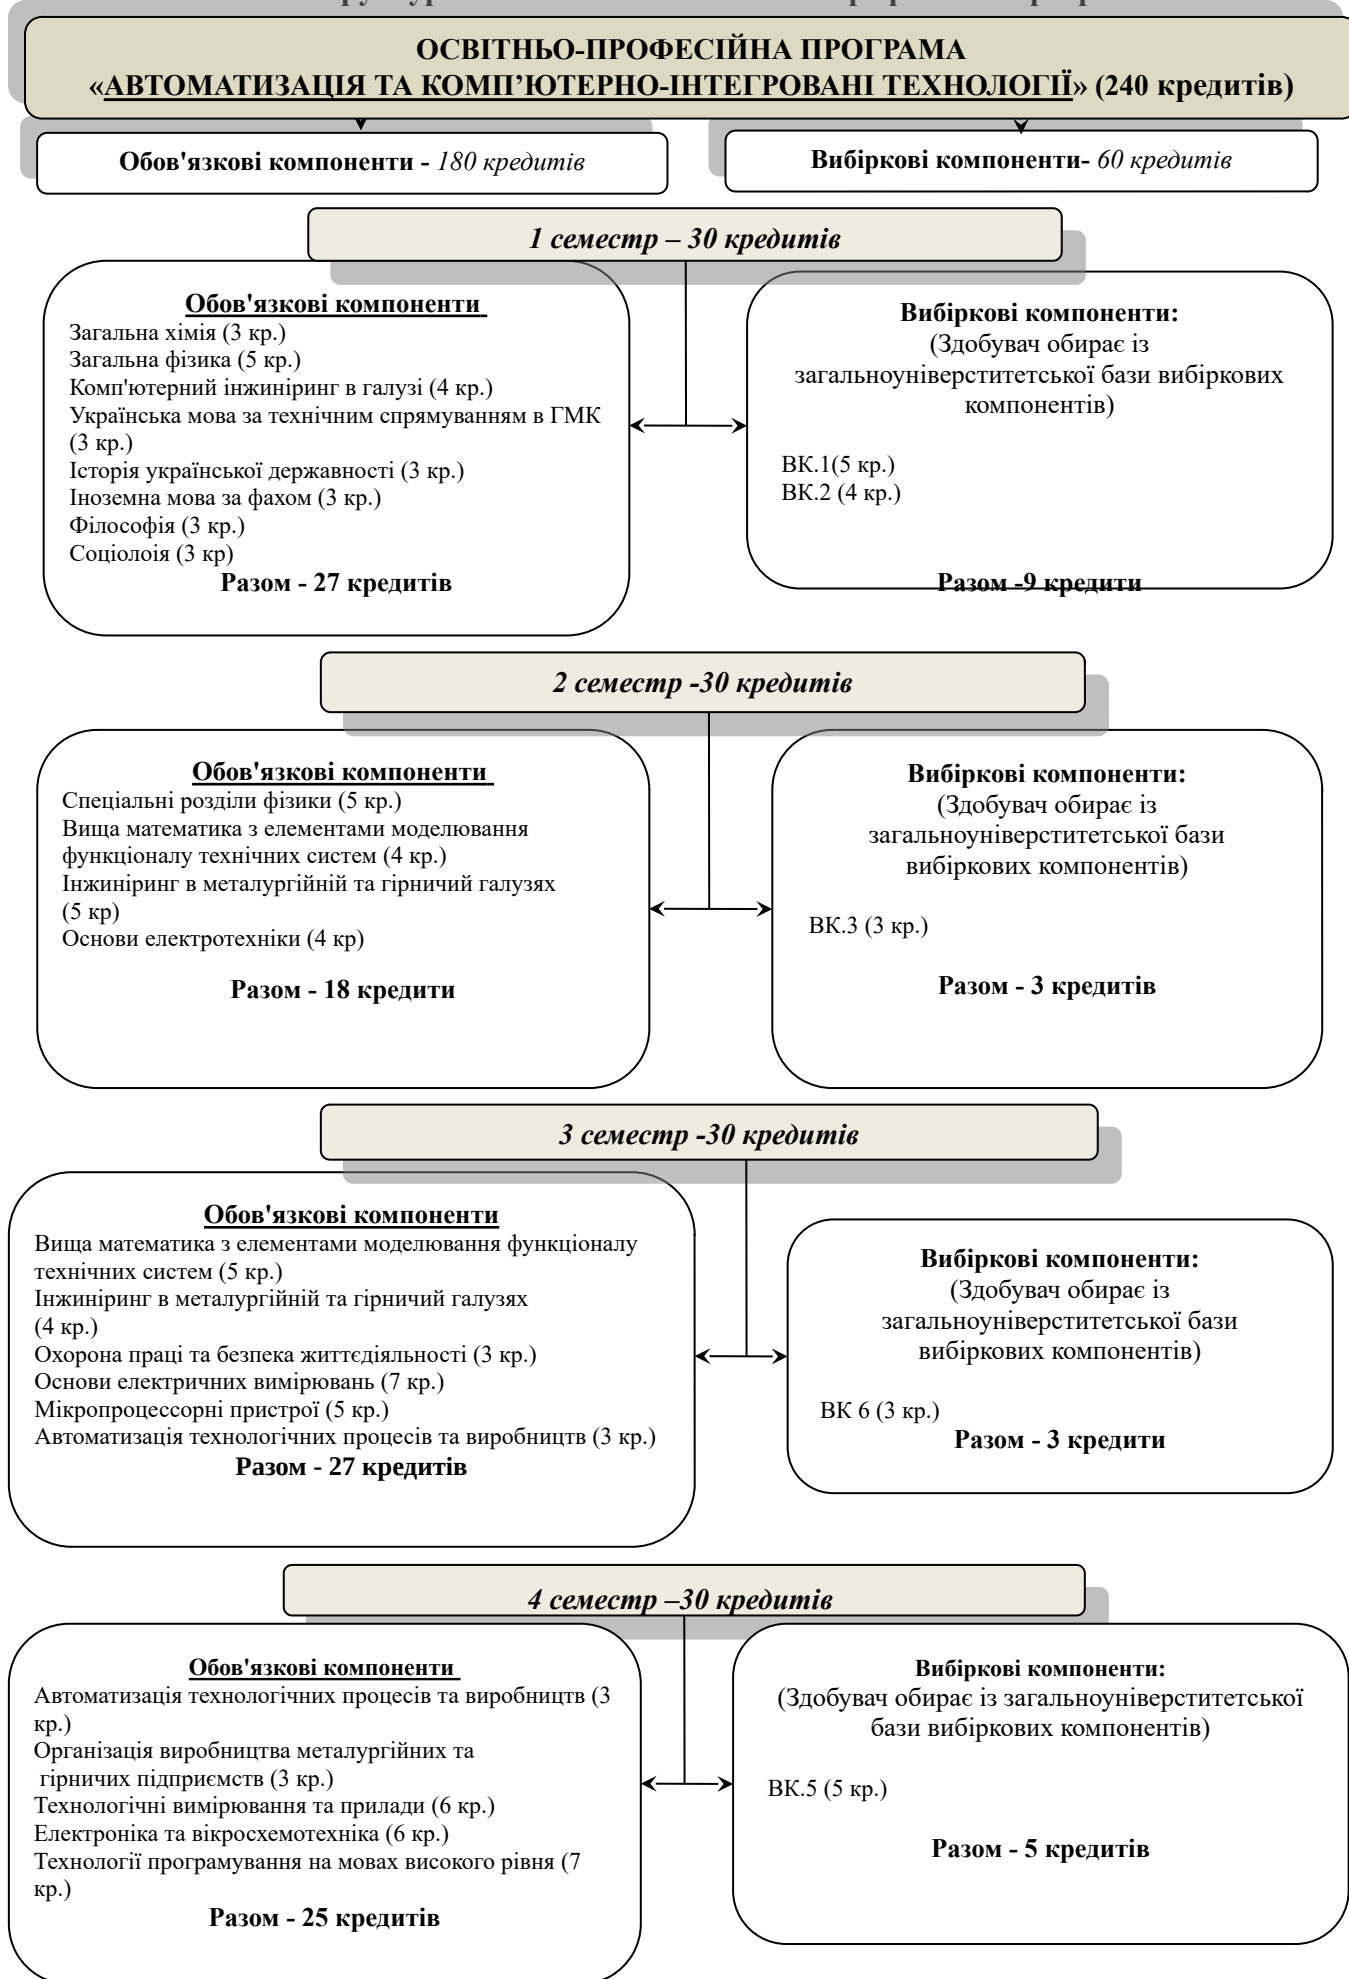 ОСВІТНЬО-ПРОФЕСІЙНА ПРОГРАМА
«АВТОМАТИЗАЦІЯ ТА КОМП’ЮТЕРНО-ІНТЕГРОВАНІ ТЕХНОЛОГІЇ» (240 кредитів)
Обов'язкові компоненти - 180 кредитів
Вибіркові компоненти- 60 кредитів
1 семестр – 30 кредитів
Обов'язкові компоненти
Загальна хімія (3 кр.)
Загальна фізика (5 кр.)
Комп'ютерний інжиніринг в галузі (4 кр.)
Українська мова за технічним спрямуванням в ГМК
(3 кр.)
Історія української державності (3 кр.)
Іноземна мова за фахом (3 кр.)
Філософія (3 кр.)
Соціолоія (3 кр)
Разом - 27 кредитів
Вибіркові компоненти:
(Здобувач обирає із
загальноуніверститетської бази вибіркових
компонентів)
ВК.1(5 кр.)
ВК.2 (4 кр.)
Разом -9 кредити
2 семестр -30 кредитів
Обов'язкові компоненти
Спеціальні розділи фізики (5 кр.)
Вища математика з елементами моделювання
функціоналу технічних систем (4 кр.)
Інжиніринг в металургійній та гірничий галузях
(5 кр)
Основи електротехніки (4 кр)
Разом - 18 кредити
Вибіркові компоненти:
(Здобувач обирає із
загальноуніверститетської бази
вибіркових компонентів)
ВК.3 (3 кр.)
Разом - 3 кредитів
3 семестр -30 кредитів
Обов'язкові компоненти
Вища математика з елементами моделювання функціоналу
технічних систем (5 кр.)
Інжиніринг в металургійній та гірничий галузях
(4 кр.)
Охорона праці та безпека життєдіяльності (3 кр.)
Основи електричних вимірювань (7 кр.)
Мікропроцессорні пристрої (5 кр.)
Автоматизація технологічних процесів та виробництв (3 кр.)
Разом - 27 кредитів
Вибіркові компоненти:
(Здобувач обирає із
загальноуніверститетської бази
вибіркових компонентів)
ВК 6 (3 кр.)
Разом - 3 кредити
4 семестр –30 кредитів
Обов'язкові компоненти
Автоматизація технологічних процесів та виробництв (3
кр.)
Організація виробництва металургійних та
гірничих підприємств (3 кр.)
Технологічні вимірювання та прилади (6 кр.)
Електроніка та вікросхемотехніка (6 кр.)
Технології програмування на мовах високого рівня (7
кр.)
Разом - 25 кредитів
Вибіркові компоненти:
(Здобувач обирає із загальноуніверститетської
бази вибіркових компонентів)
ВК.5 (5 кр.)
Разом - 5 кредитів